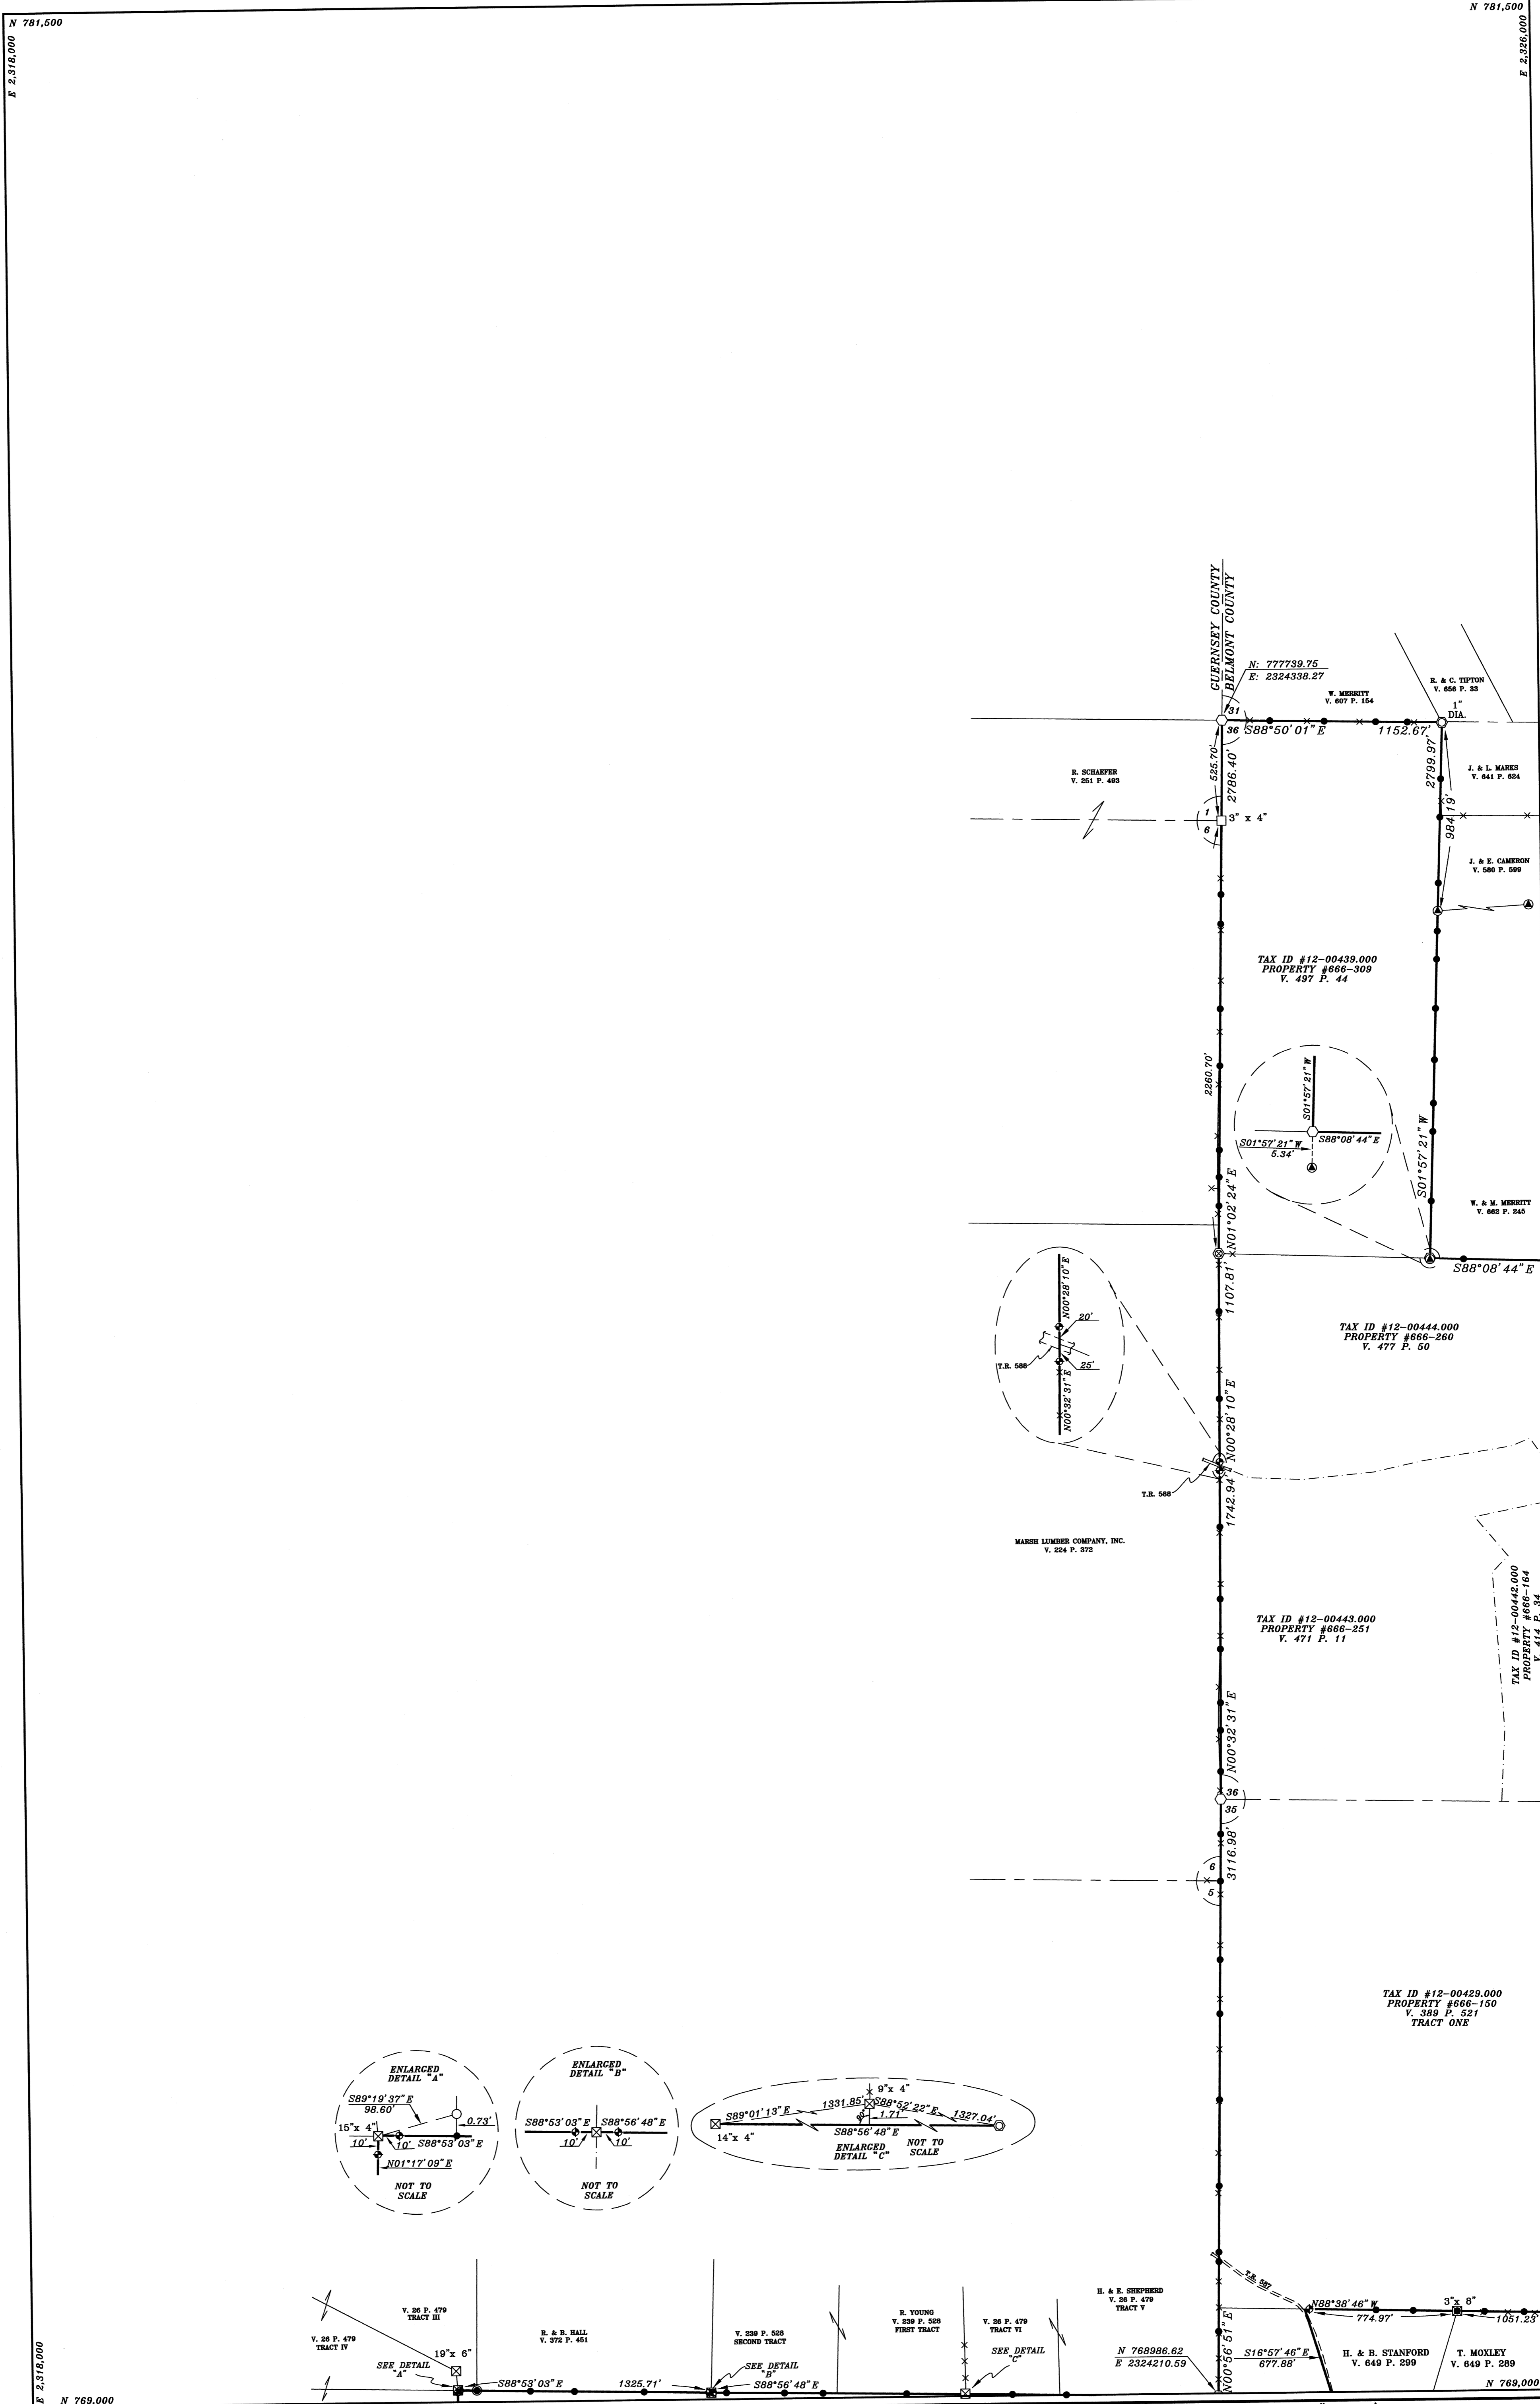 N 781,500
N 781,500
E 2,318,000
E 2,326,000
GUERNSEY COUNTY
BELMONT COUNTY
N: 777739.75
E: 2324338.27
W. MERRITT
V. 607 P. 154
R. & C. TIPTON
V. 656 P. 33
1"
DIA.
31
36
S88°50'01"E
1152.67'
525.70'
2786.40'
2799.97'
984.19'
R. SCHAEFER
V. 251 P. 493
J. & L. MARKS
V. 641 P. 624
1
6
3" x 4"
J. & E. CAMERON
V. 580 P. 599
TAX ID #12-00439.000
PROPERTY #666-309
V. 497 P. 44
2260.70'
S01°57'21"W
S88°08'44"E
S01°57'21"W
5.34'
S01°57'21"W
N01°02'24"E
W. & M. MERRITT
V. 662 P. 245
S88°08'44"E
1107.81'
N00°28'10"E
20'
T.R. 588
25'
N00°32'31"E
TAX ID #12-00444.000
PROPERTY #666-260
V. 477 P. 50
N00°28'10"E
T.R. 588
1742.94'
MARSH LUMBER COMPANY, INC.
V. 224 P. 372
TAX ID #12-00442.000
PROPERTY #666-164
V. 414 P. 34
TAX ID #12-00443.000
PROPERTY #666-251
V. 471 P. 11
N00°32'31"E
36
35
3116.98'
6
5
TAX ID #12-00429.000
PROPERTY #666-150
V. 389 P. 521
TRACT ONE
ENLARGED
DETAIL "A"
S89°19'37"E
98.60'
15"x 4"
0.73'
10'
10'
S88°53'03"E
N01°17'09"E
NOT TO
SCALE
ENLARGED
DETAIL "B"
S88°53'03"E
S88°56'48"E
10'
10'
NOT TO
SCALE
9"x 4"
S89°01'13"E
1331.85'
S88°52'22"E
1327.04'
1.71'
14"x 4"
S88°56'48"E
ENLARGED
DETAIL "C"
NOT TO
SCALE
T.R. 587
H. & E. SHEPHERD
V. 26 P. 479
TRACT V
N88°38'46"W
3"x 8"
774.97'
1051.23'
V. 26 P. 479
TRACT III
R. & B. HALL
V. 372 P. 451
V. 239 P. 528
SECOND TRACT
R. YOUNG
V. 239 P. 528
FIRST TRACT
V. 26 P. 479
TRACT VI
V. 26 P. 479
TRACT IV
19"x 6"
SEE DETAIL
"A"
S88°53'03"E
1325.71'
SEE DETAIL
"B"
S88°56'48"E
SEE DETAIL
"C"
N 768986.62
E 2324210.59
N00°56'51"E
S16°57'46"E
677.88'
H. & B. STANFORD
V. 649 P. 299
T. MOXLEY
V. 649 P. 289
E 2,318,000
N 769,000
N 769,000